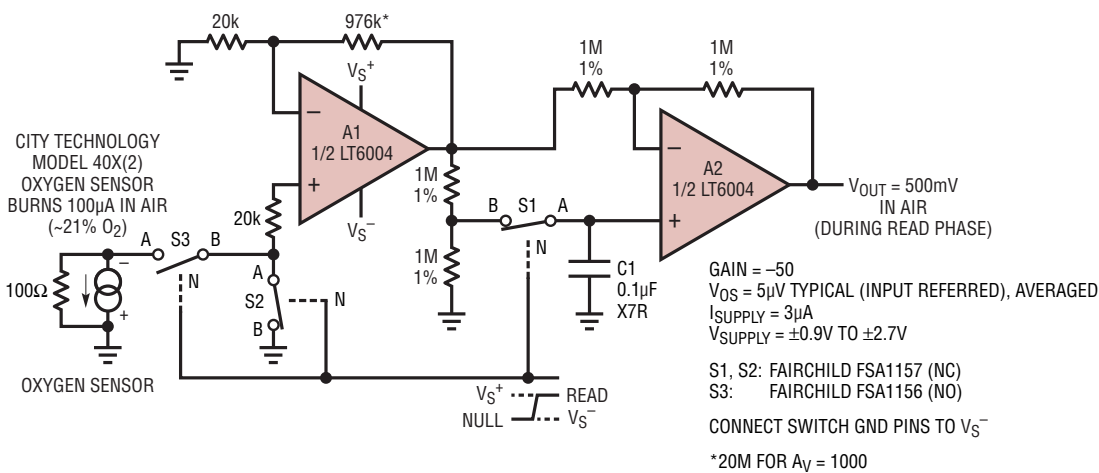 20k
976k*
VS+
A1
1/2 LT6004
VS–
–
+
1M
1%
1M
1%
–
A2
1/2 LT6004
+
VOUT = 500mV
IN AIR
(DURING READ PHASE)
CITY TECHNOLOGY
MODEL 40X(2)
OXYGEN SENSOR
BURNS 100µA IN AIR
(~21% O2)
20k
1M
1%
B
S1
A
N
1M
1%
C1
0.1µF
X7R
A
S3
B
N
A
S2
B
N
100Ω
–
+
OXYGEN SENSOR
VS+
READ
NULL
VS–
GAIN = –50
VOS = 5µV TYPICAL (INPUT REFERRED), AVERAGED
ISUPPLY = 3µA
VSUPPLY = ±0.9V TO ±2.7V
S1, S2: FAIRCHILD FSA1157 (NC)
S3: FAIRCHILD FSA1156 (NO)
CONNECT SWITCH GND PINS TO VS–
*20M FOR AV = 1000